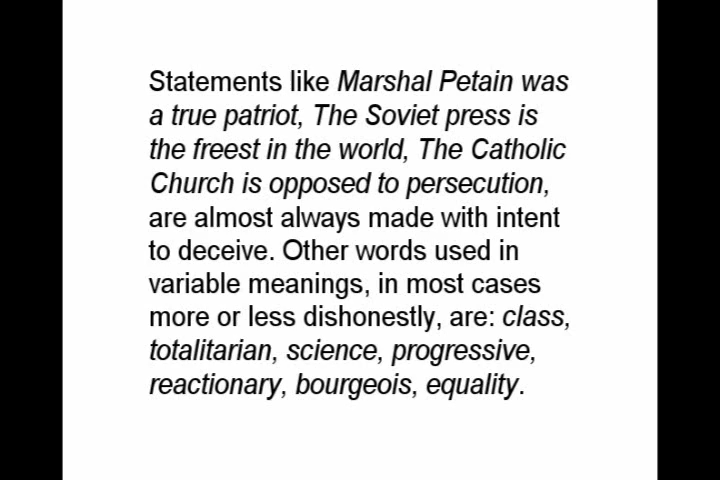 Statements like Marshal Petain was
a true patriot, The Soviet press is
the freest in the world, The Catholic
Church is opposed to persecution,
are almost always made with intent
to deceive. Other words used in
variable meanings, in most cases
more or less dishonestly, are: class,
totalitarian, science, progressive,
reactionary, bourgeois, equality.